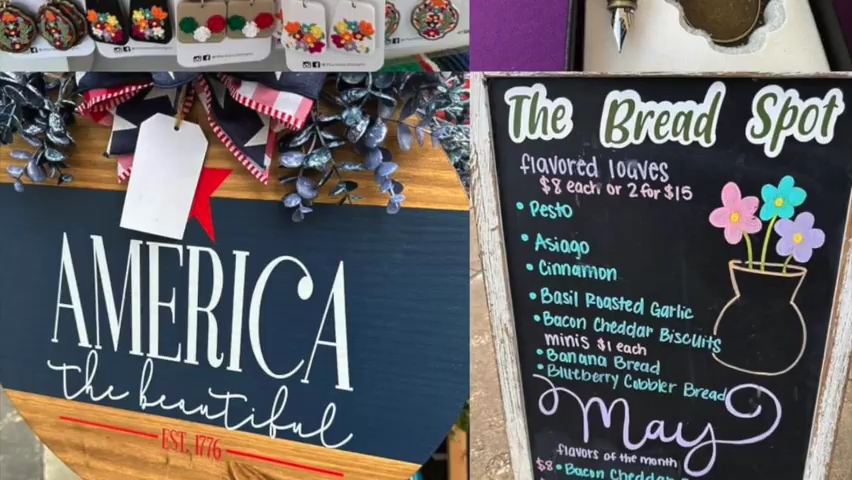 AMERICA
the beautiful
EST. 1776
The Bread Spot
flavored loaves
$8 each or 2 for $15
• Pesto
• Asiago
• Cinnamon
• Basil Roasted Garlic
• Bacon Cheddar Biscuits
minis $1 each
• Banana Bread
• Blueberry Cobbler Bread
May
flavors of the month
$8 • Bacon Cheddar